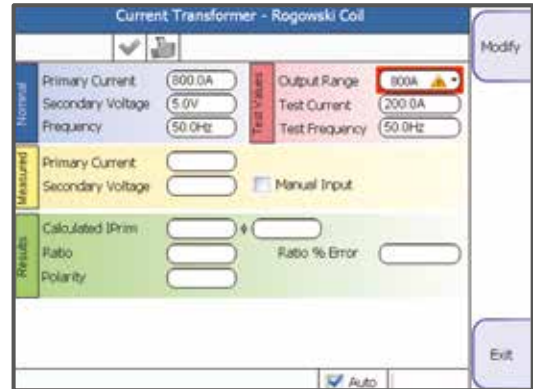 Current Transformer - Rogowski Coil
Modify
Nominal
Primary Current 800.0A
Secondary Voltage 5.0V
Frequency 50.0Hz
Test Values
Output Range 800A
Test Current 200.0A
Test Frequency 50.0Hz
Measured
Primary Current
Secondary Voltage
Manual Input
Results
Calculated IPrim
Ratio
Ratio % Error
Polarity
Exit
Auto